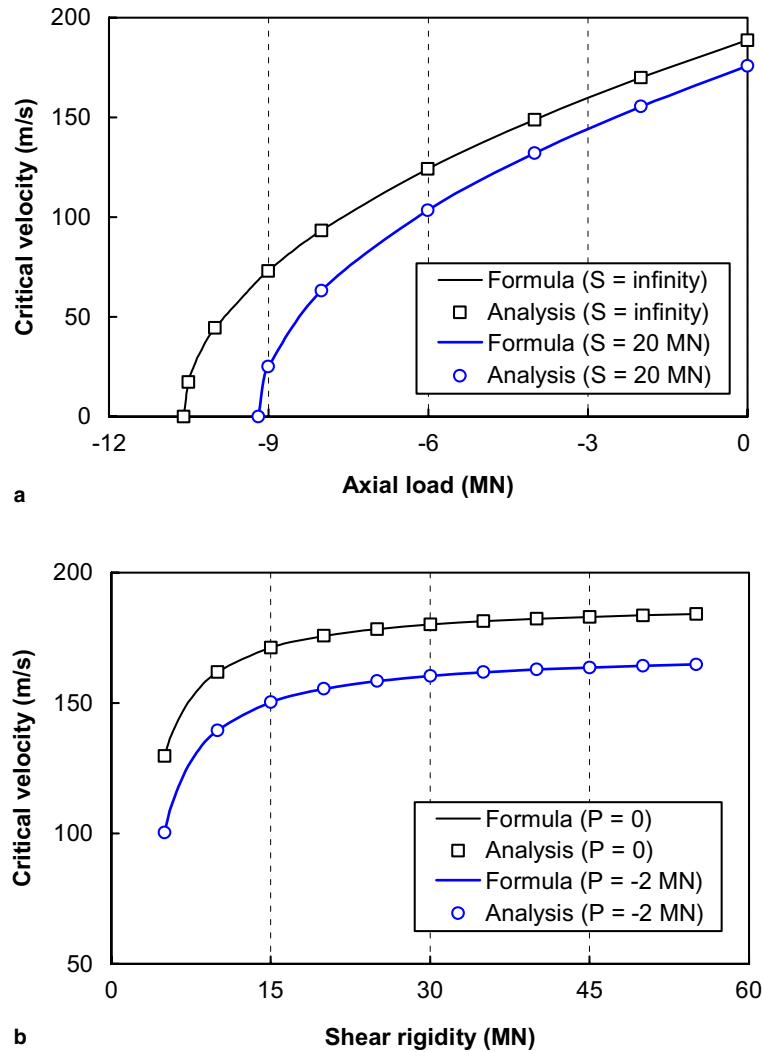 200
150
100
50
0
Critical velocity (m/s)
Formula (S = infinity)
Analysis (S = infinity)
Formula (S = 20 MN)
Analysis (S = 20 MN)
-12 -9 -6 -3 0
Axial load (MN)
a
200
150
100
50
Critical velocity (m/s)
Formula (P = 0)
Analysis (P = 0)
Formula (P = -2 MN)
Analysis (P = -2 MN)
0 15 30 45 60
Shear rigidity (MN)
b